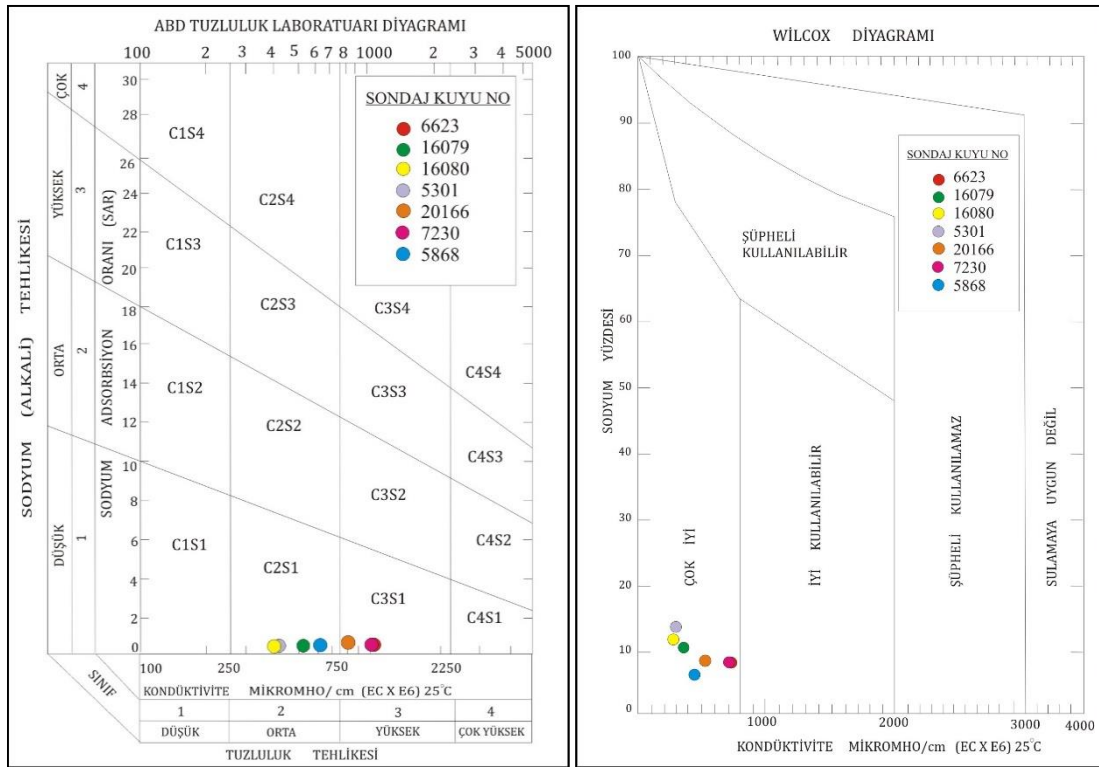 ABD TUZLULUK LABORATUARI DİYAGRAMI
100 2 3 4 5 6 7 8 1000 2 3 4 5000
SODYUM (ALKALİ) TEHLİKESİ
ÇOK
YÜKSEK
ORTA
DÜŞÜK
4
3
2
1
SODYUM ADSORBSİYON ORANI (SAR)
30
28
26
24
22
20
18
16
14
12
10
8
6
4
2
0
C1S4
C2S4
C1S3
C2S3
C3S4
C1S2
C2S2
C3S3
C4S4
C4S3
C3S2
C1S1
C2S1
C4S2
C3S1
C4S1
SONDAJ KUYU NO
6623
16079
16080
5301
20166
7230
5868
100 250 750 2250
SINIF
KONDÜKTİVİTE MİKROMHO/ cm (EC X E6) 25°C
1 2 3 4
DÜŞÜK ORTA YÜKSEK ÇOK YÜKSEK
TUZLULUK TEHLİKESİ
WİLCOX DİYAGRAMI
SODYUM YÜZDESİ
100
90
80
70
60
50
40
30
20
10
0
SONDAJ KUYU NO
6623
16079
16080
5301
20166
7230
5868
ŞÜPHELİ
KULLANILABİLİR
ÇOK İYİ
İYİ KULLANILABİLİR
ŞÜPHELİ KULLANILAMAZ
SULAMAYA UYGUN DEĞİL
1000 2000 3000 4000
KONDÜKTİVİTE MİKROMHO/cm (EC X E6) 25°C